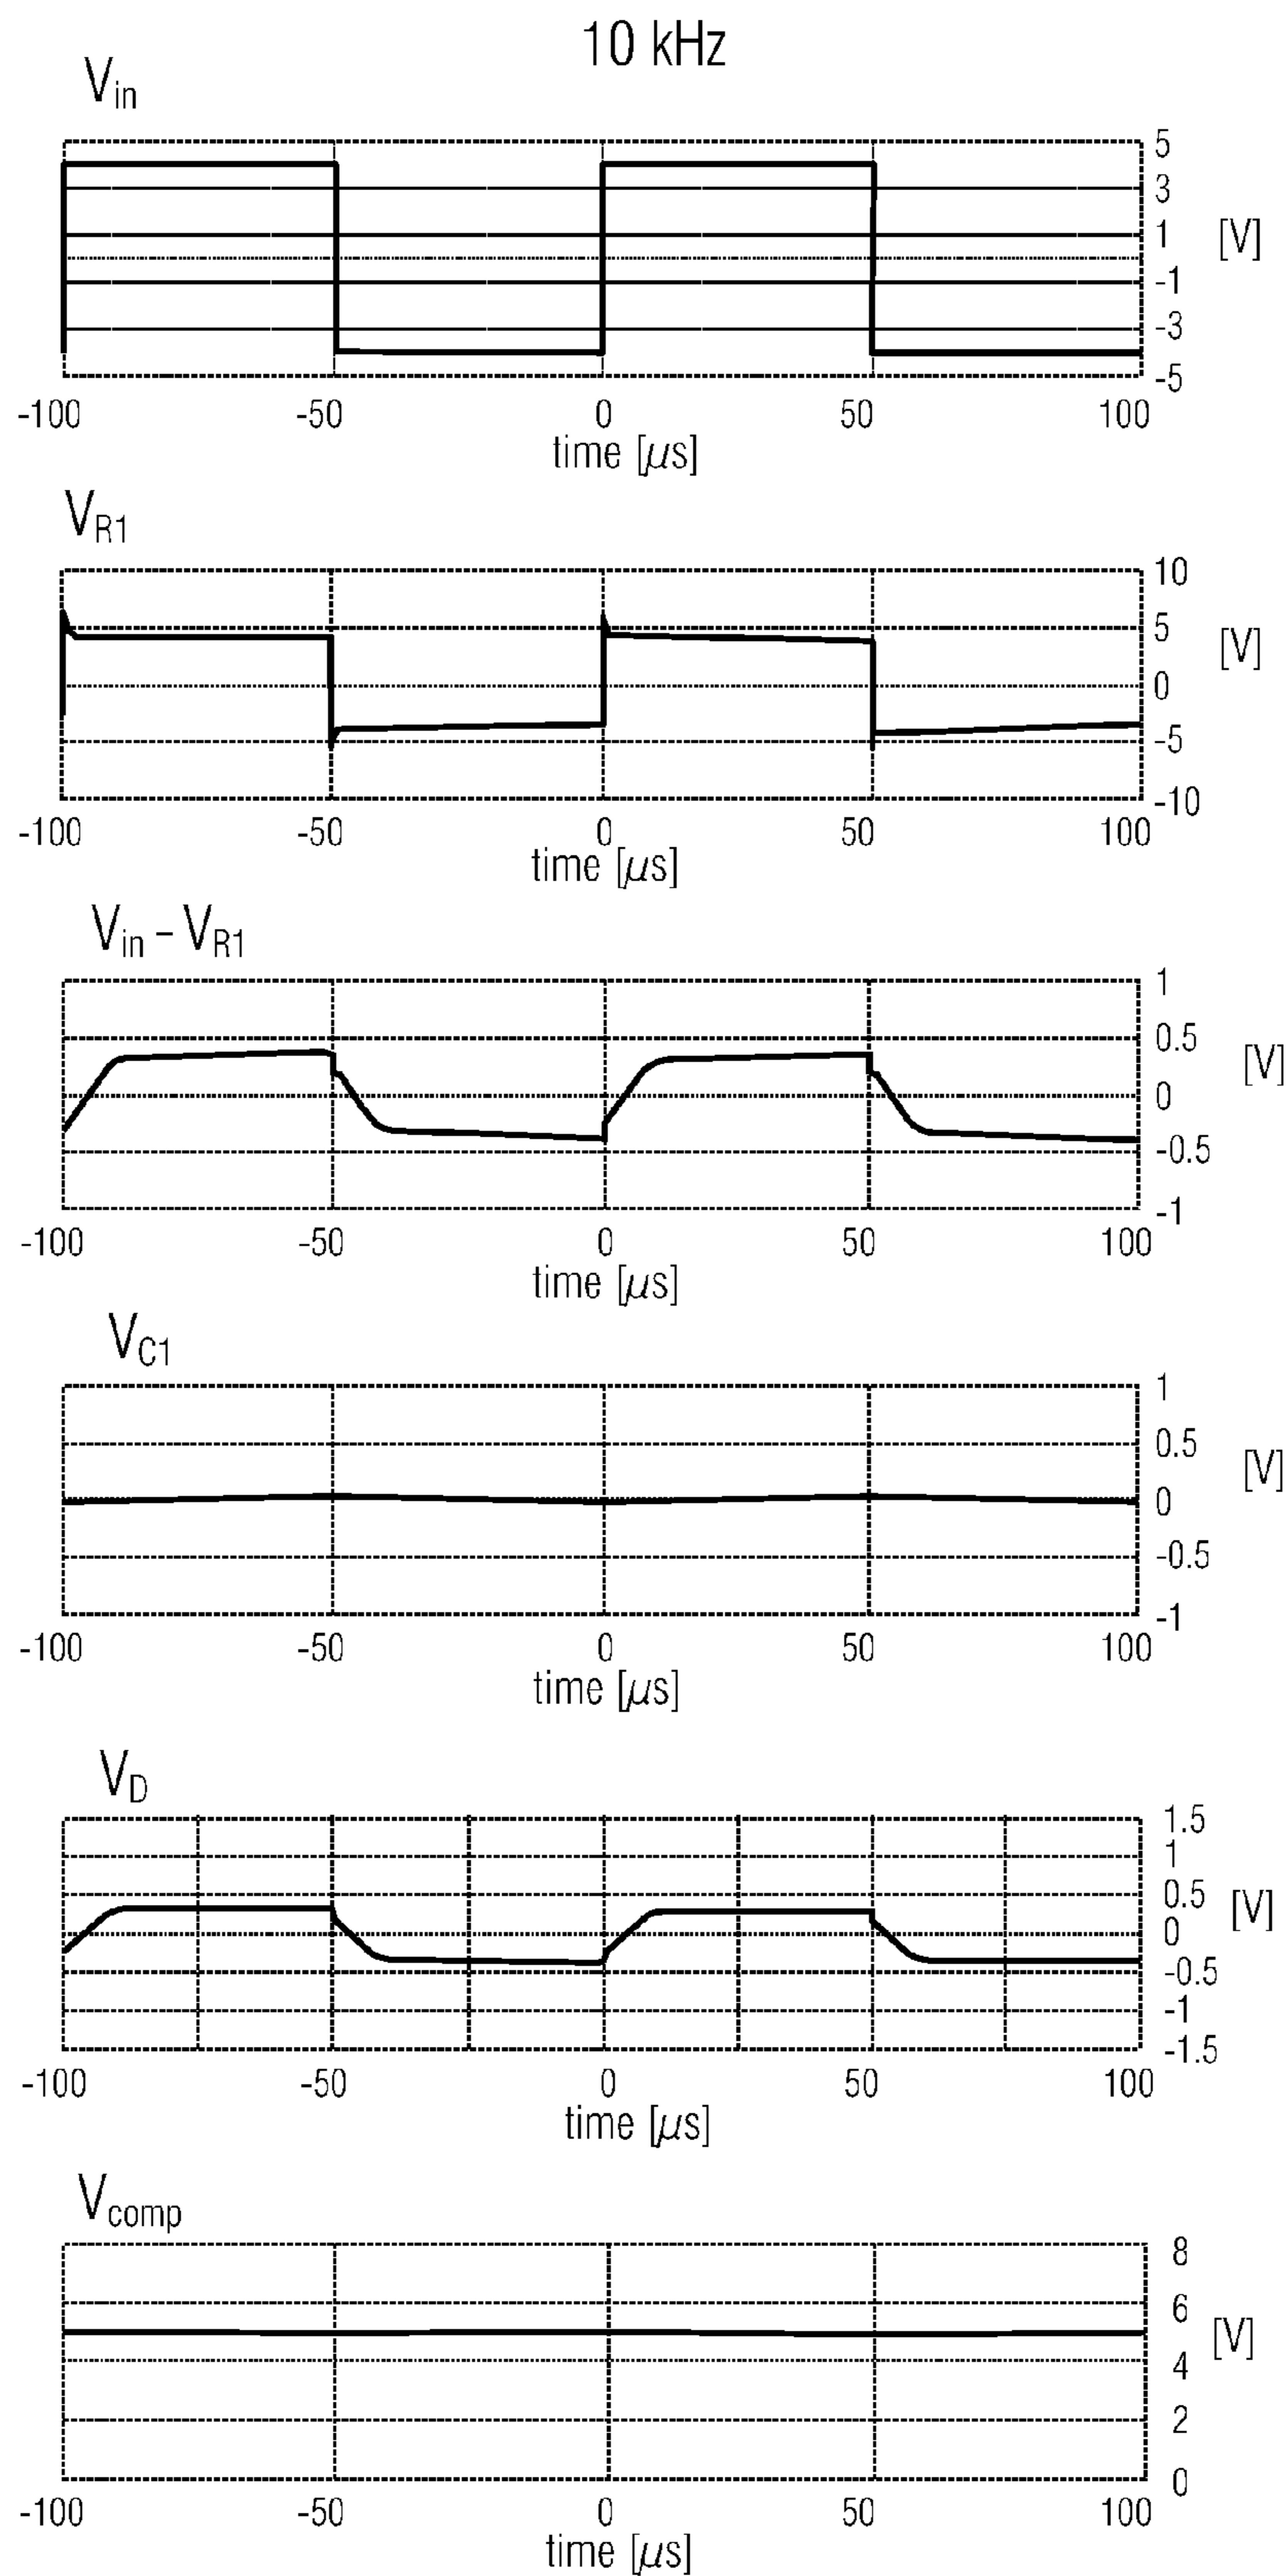 10 kHz
V_in
5
3
1
[V]
-1
-3
-5
-100 -50 0 50 100
time [μs]
V_R1
10
5
[V]
0
-5
-10
-100 -50 0 50 100
time [μs]
V_in – V_R1
1
0.5
[V]
0
-0.5
-1
-100 -50 0 50 100
time [μs]
V_C1
1
0.5
[V]
0
-0.5
-1
-100 -50 0 50 100
time [μs]
V_D
1.5
1
0.5
[V]
0
-0.5
-1
-1.5
-100 -50 0 50 100
time [μs]
V_comp
8
6
[V]
4
2
0
-100 -50 0 50 100
time [μs]